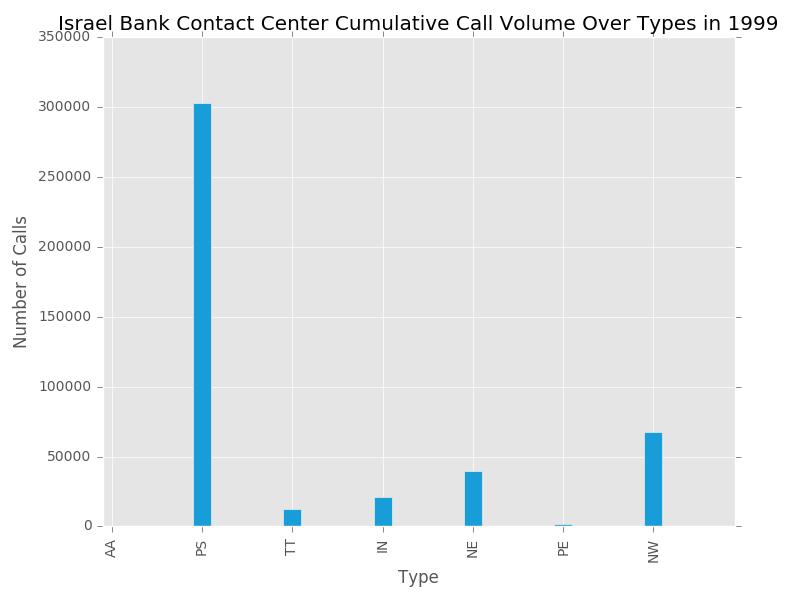 Israel Bank Contact Center Cumulative Call Volume Over Types in 1999
350000
300000
250000
200000
150000
100000
50000
0
Number of Calls
AA PS TT IN NE PE NW
Type